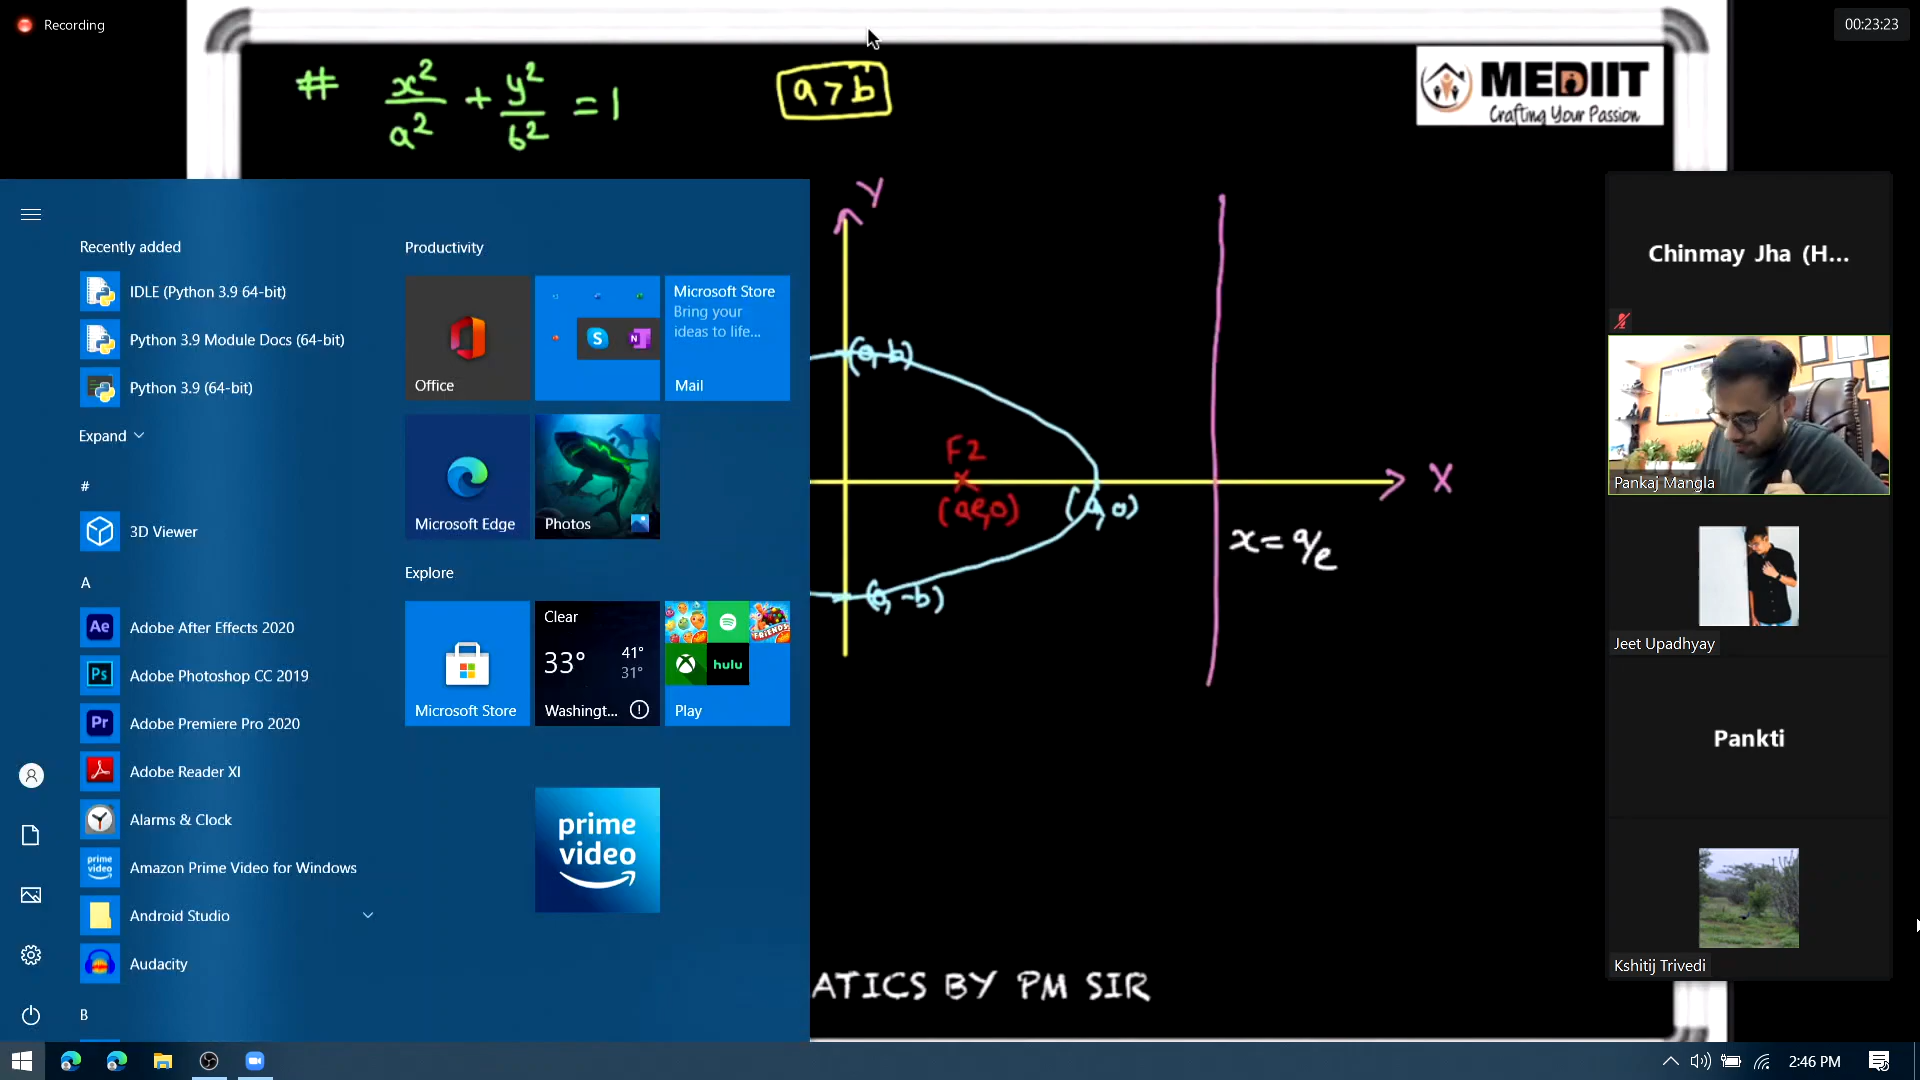 Recording
00:23:23
# x²/a² + y²/b² = 1
a > b
MEDIIT
Crafting Your Passion
Recently added
IDLE (Python 3.9 64-bit)
Python 3.9 Module Docs (64-bit)
Python 3.9 (64-bit)
Expand
#
3D Viewer
A
Adobe After Effects 2020
Adobe Photoshop CC 2019
Adobe Premiere Pro 2020
Adobe Reader XI
Alarms & Clock
Amazon Prime Video for Windows
Android Studio
Audacity
B
Productivity
Office
Microsoft Store
Bring your
ideas to life...
Mail
Microsoft Edge
Photos
Explore
Microsoft Store
Clear
33°
41°
31°
Washingt...
hulu
Play
prime
video
Y
(0, b)
F2
(ae, 0)
(a, 0)
X
x = a/e
(0, -b)
ATICS BY PM SIR
Chinmay Jha (H...
Pankaj Mangla
Jeet Upadhyay
Pankti
Kshitij Trivedi
2:46 PM